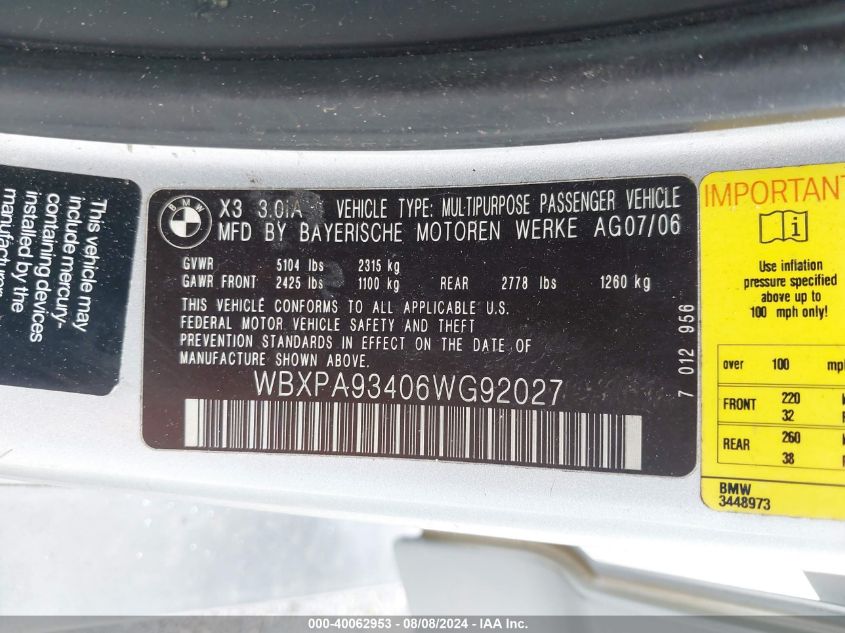 This vehicle may
include mercury-
containing devices
installed by the
BMW
X3 3.0iA VEHICLE TYPE: MULTIPURPOSE PASSENGER VEHICLE
MFD BY BAYERISCHE MOTOREN WERKE AG07/06
GVWR 5104 lbs 2315 kg
GAWR FRONT 2425 lbs 1100 kg REAR 2778 lbs 1260 kg
THIS VEHICLE CONFORMS TO ALL APPLICABLE U.S.
FEDERAL MOTOR VEHICLE SAFETY AND THEFT
PREVENTION STANDARDS IN EFFECT ON THE DATE OF
MANUFACTURE SHOWN ABOVE.
WBXPA93406WG92027
7 012 956
IMPORTANT
i
Use inflation
pressure specified
above up to
100 mph only!
over 100
FRONT 220
32
REAR 260
38
BMW
3448973
000-40062953 - 08/08/2024 - IAA Inc.